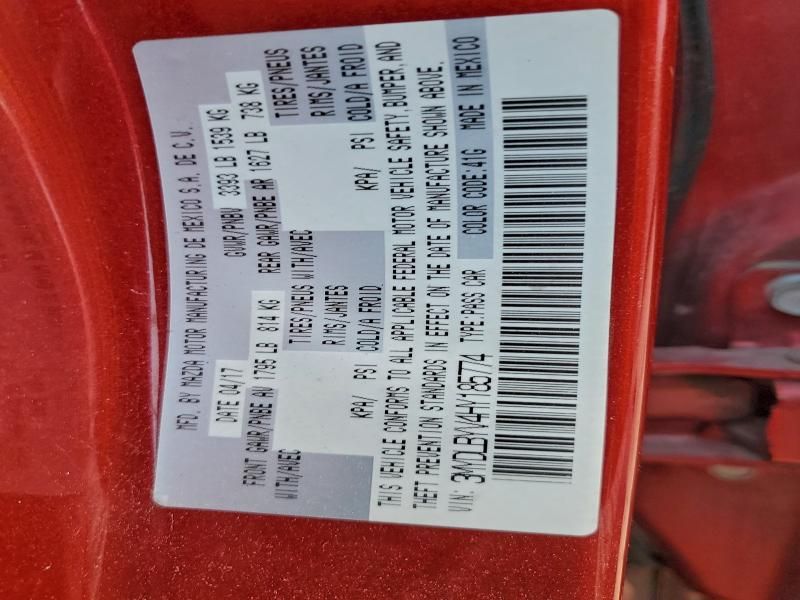 MFD. BY MAZDA MOTOR MANUFACTURING DE MEXICO S.A. DE C.V.
DATE 04/17 GVWR/PNBV 3393 LB 1539 KG
FRONT GAWR/PNBE AV 1795 LB 814 KG REAR GAWR/PNBE AR 1627 LB 738 KG
WITH/AVEC TIRES/PNEUS WITH/AVEC TIRES/PNEUS
RIMS/JANTES RIMS/JANTES
KPA/ PSI COLD/A FROID KPA/ PSI COLD/A FROID
THIS VEHICLE CONFORMS TO ALL APPLICABLE FEDERAL MOTOR VEHICLE SAFETY, BUMPER, AND
THEFT PREVENTION STANDARDS IN EFFECT ON THE DATE OF MANUFACTURE SHOWN ABOVE.
VIN: 3MYDLBYV4HY185774 TYPE:PASS CAR COLOR CODE:41G MADE IN MEXICO